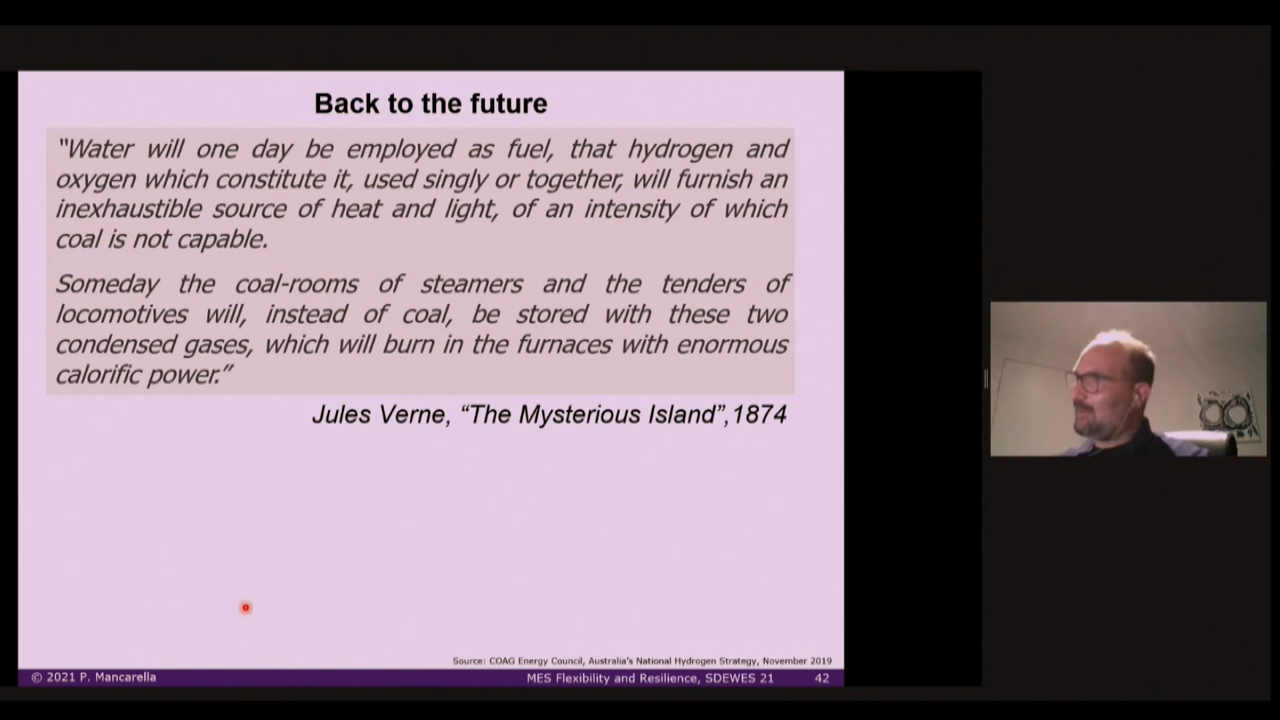 Back to the future
"Water will one day be employed as fuel, that hydrogen and
oxygen which constitute it, used singly or together, will furnish an
inexhaustible source of heat and light, of an intensity of which
coal is not capable.
Someday the coal-rooms of steamers and the tenders of
locomotives will, instead of coal, be stored with these two
condensed gases, which will burn in the furnaces with enormous
calorific power."
Jules Verne, “The Mysterious Island”,1874
Source: COAG Energy Council, Australia's National Hydrogen Strategy, November 2019
© 2021 P. Mancarella
MES Flexibility and Resilience, SDEWES 21 42